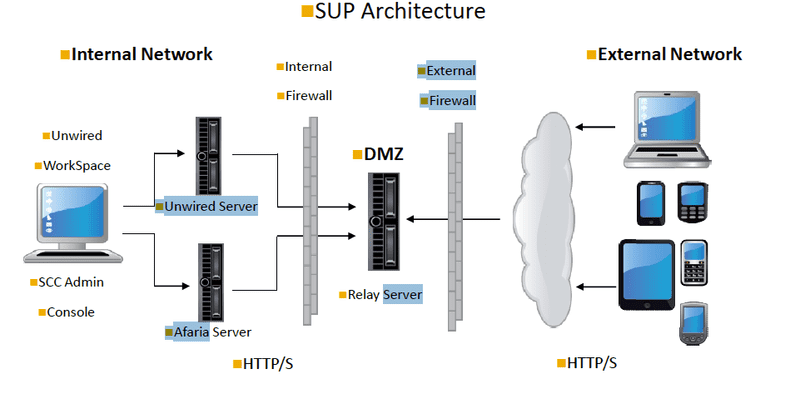 SUP Architecture
Internal Network
Internal
Firewall
External
Firewall
External Network
Unwired
WorkSpace
Unwired Server
DMZ
SCC Admin
Console
Relay Server
Afaria Server
HTTP/S
HTTP/S